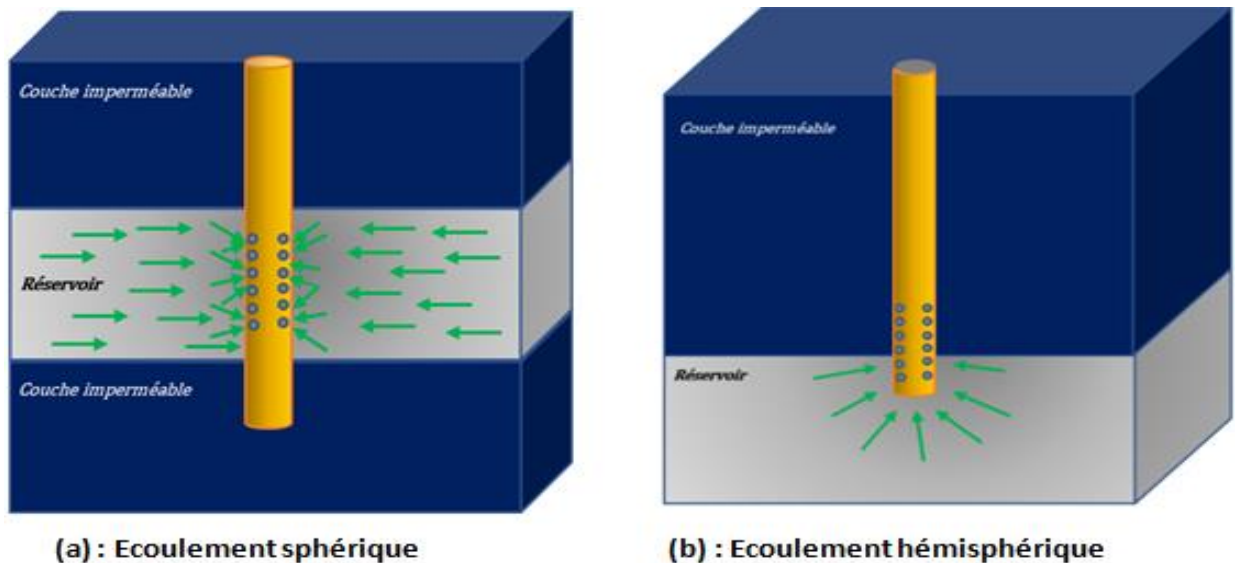 Couche imperméable
Réservoir
Couche imperméable
(a) : Ecoulement sphérique
Couche imperméable
Réservoir
(b) : Ecoulement hémisphérique